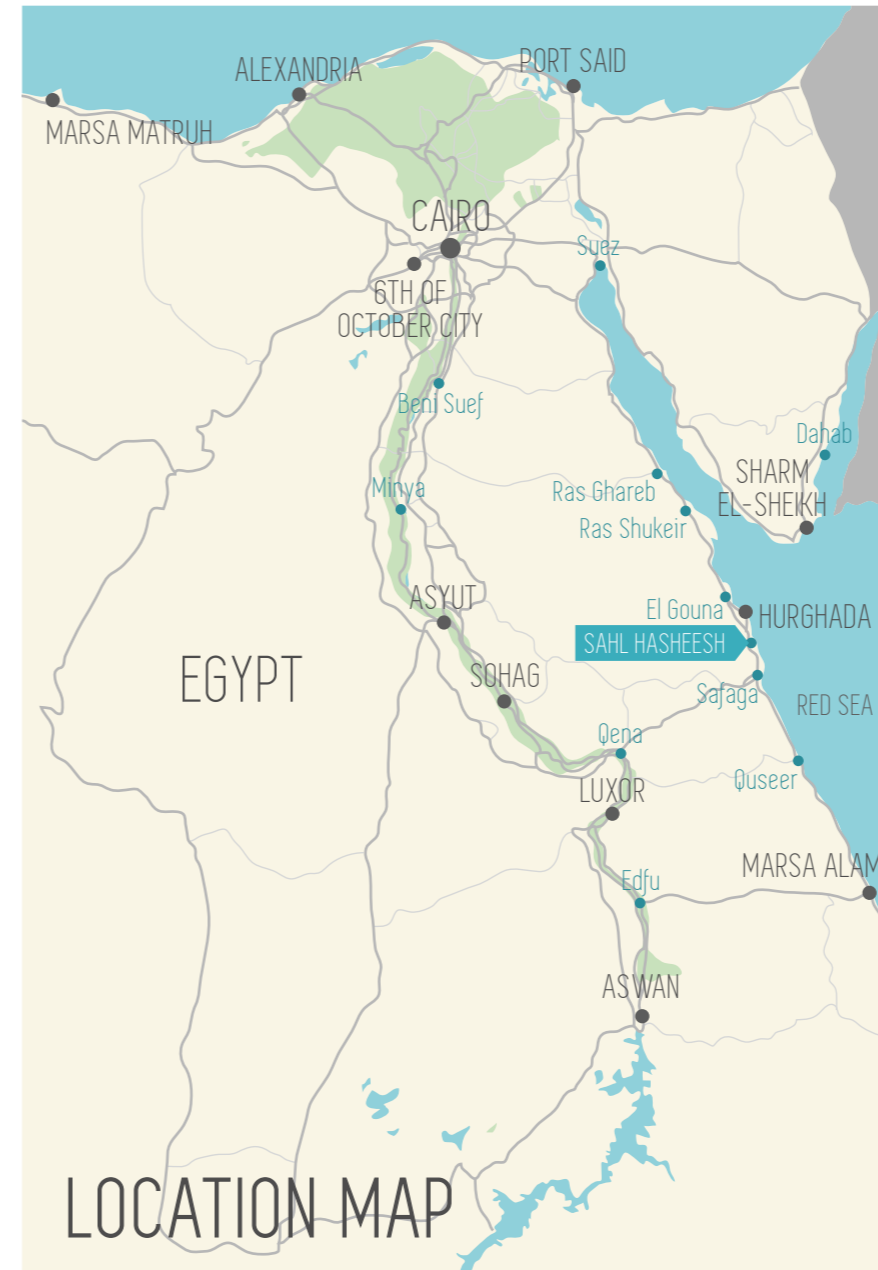 ALEXANDRIA
PORT SAID
MARSA MATRUH
CAIRO
Suez
6TH OF
OCTOBER CITY
Beni Suef
Dahab
SHARM
EL-SHEIKH
Minya
Ras Ghareb
Ras Shukeir
ASYUT
El Gouna
HURGHADA
SAHL HASHEESH
EGYPT
SOHAG
Safaga
RED SEA
Qena
Quseer
LUXOR
MARSA ALAM
Edfu
ASWAN
LOCATION MAP